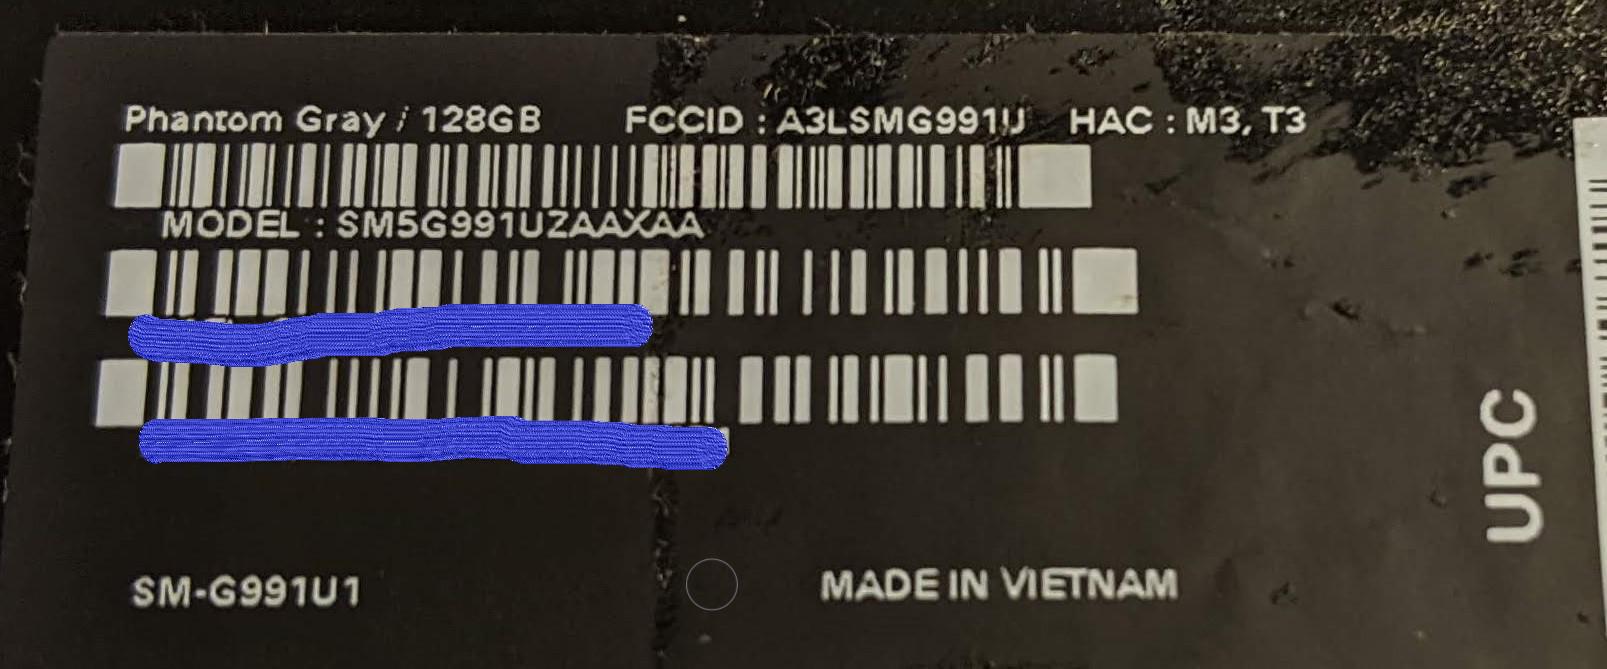 Phantom Gray / 128GB FCCID : A3LSMG991U HAC : M3, T3
MODEL : SM5G991UZAAXAA
SM-G991U1
MADE IN VIETNAM
UPC